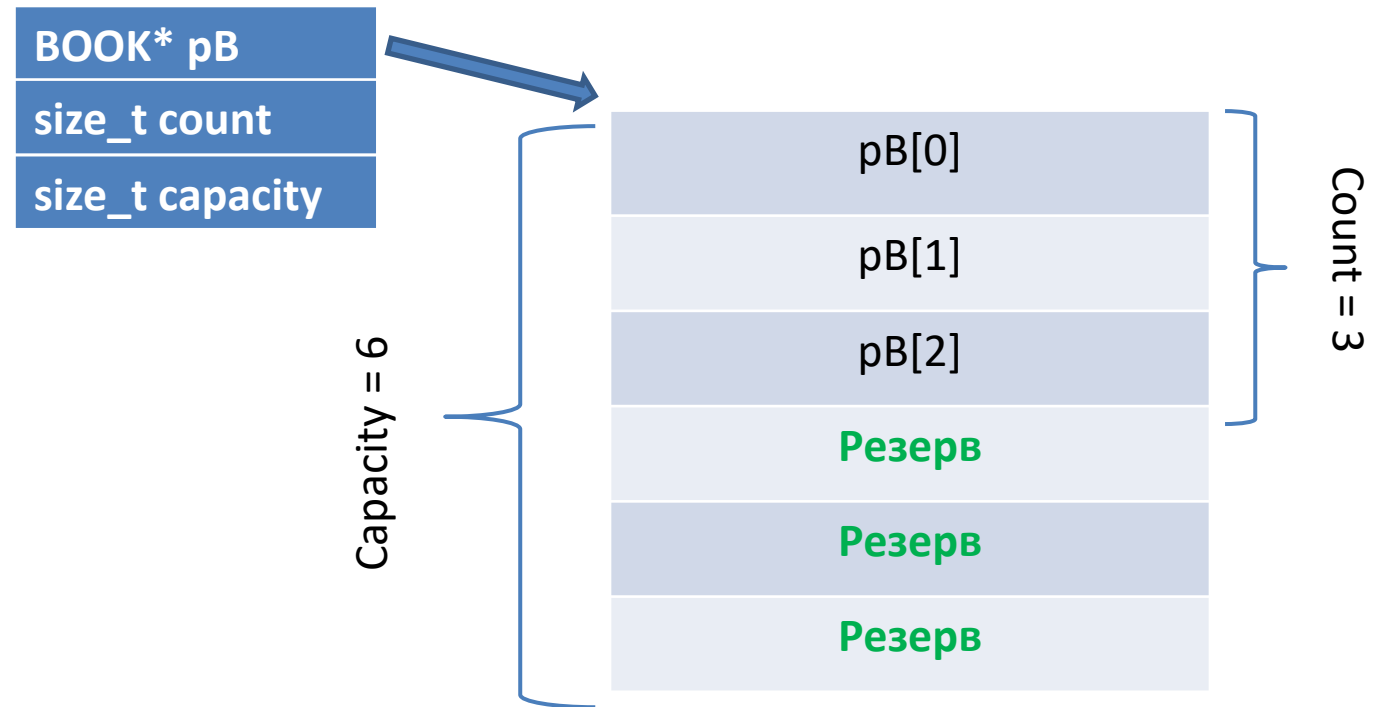 BOOK* pB
size_t count
size_t capacity
pB[0]
pB[1]
pB[2]
Резерв
Резерв
Резерв
Capacity = 6
Count = 3